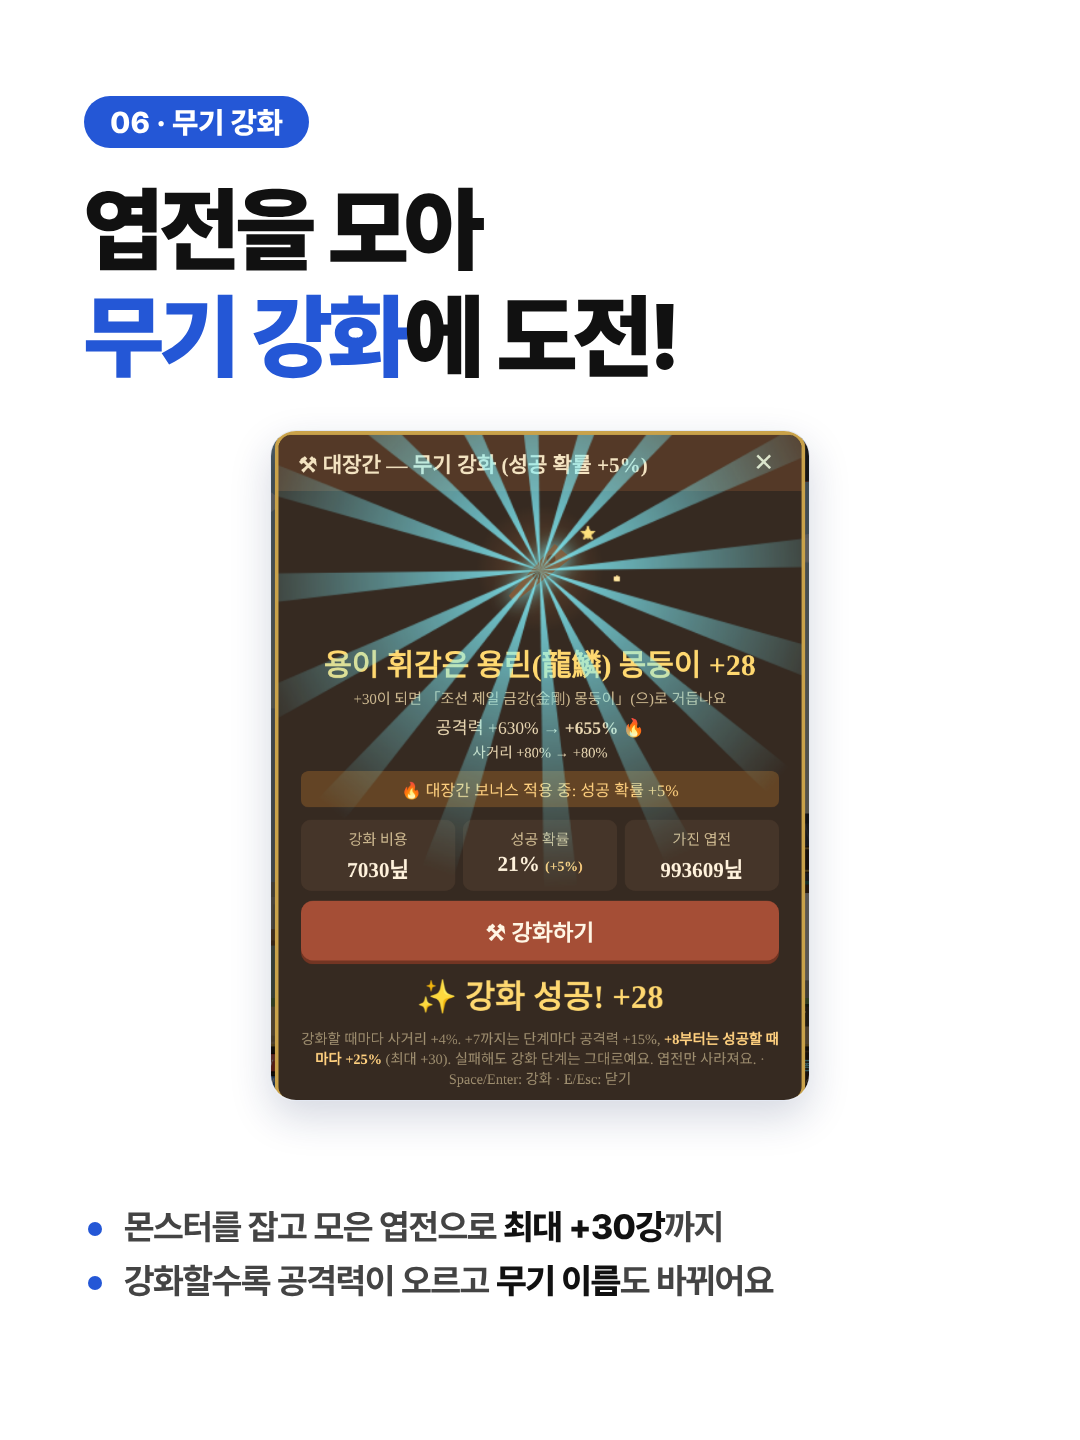 06 · 무기 강화
엽전을 모아
무기 강화에 도전!
⚒ 대장간 — 무기 강화 (성공 확률 +5%) ✕
용이 휘감은 용린(龍鱗) 몽둥이 +28
+30이 되면 「조선 제일 금강(金剛) 몽둥이」(으)로 거듭나요
공격력 +630% → +655% 🔥
사거리 +80% → +80%
🔥 대장간 보너스 적용 중: 성공 확률 +5%
강화 비용 성공 확률 가진 엽전
7030닢 21% (+5%) 993609닢
⚒ 강화하기
✨ 강화 성공! +28
강화할 때마다 사거리 +4%. +7까지는 단계마다 공격력 +15%, +8부터는 성공할 때
마다 +25% (최대 +30). 실패해도 강화 단계는 그대로예요. 엽전만 사라져요. ·
Space/Enter: 강화 · E/Esc: 닫기
• 몬스터를 잡고 모은 엽전으로 최대 +30강까지
• 강화할수록 공격력이 오르고 무기 이름도 바뀌어요